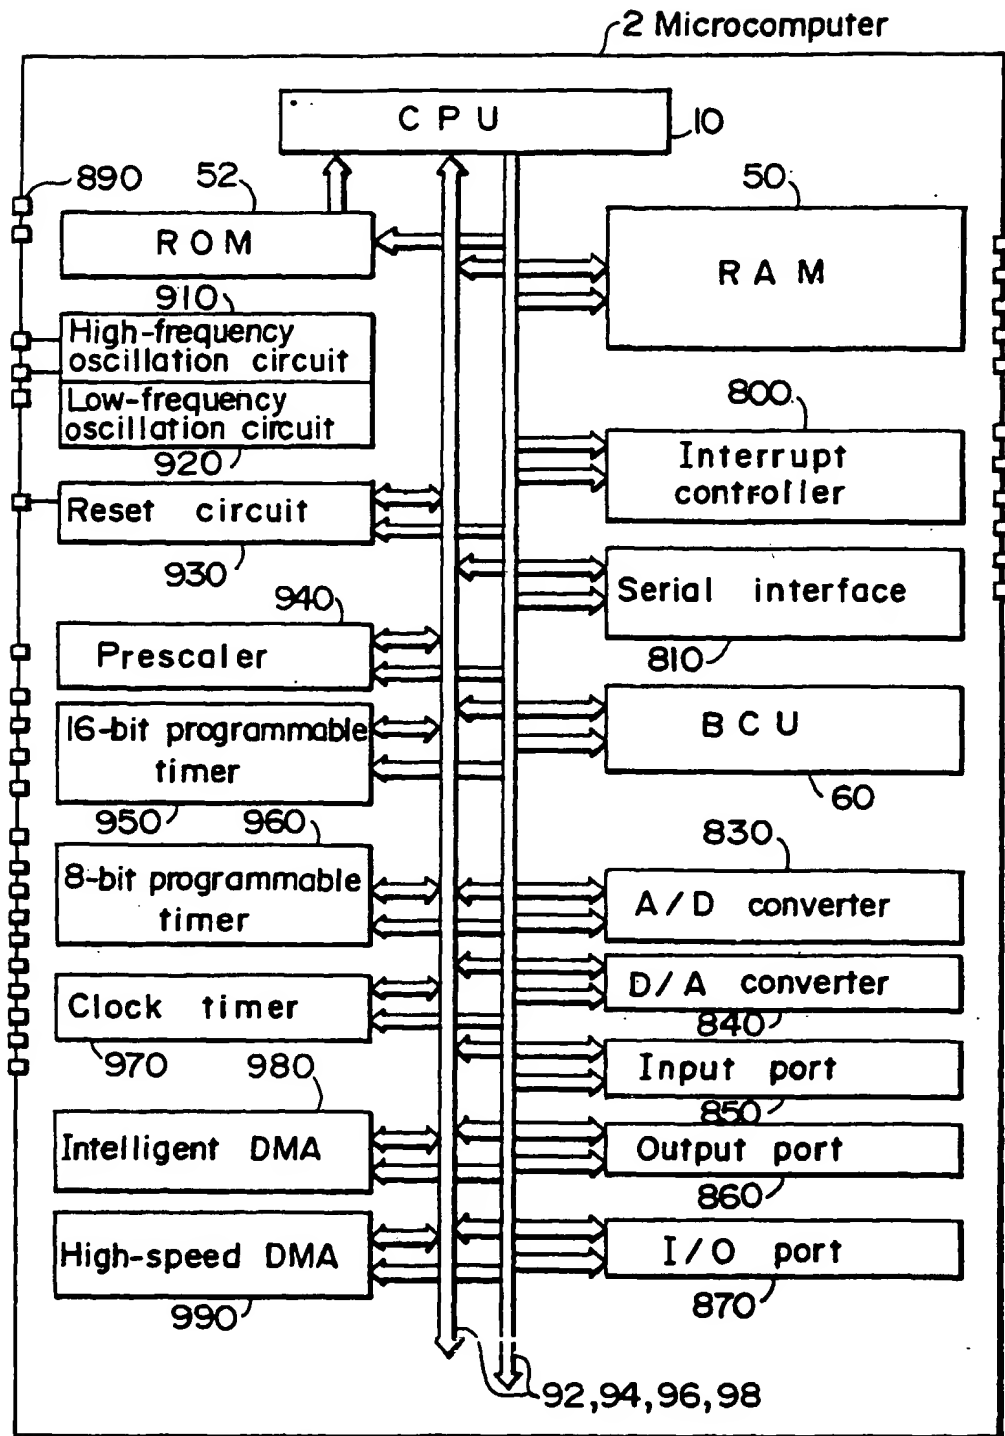 2 Microcomputer
CPU
10
890
52
ROM
50
RAM
910
High-frequency
oscillation circuit
Low-frequency
oscillation circuit
920
800
Interrupt
controller
Reset circuit
930
Serial interface
810
940
Prescaler
BCU
60
16-bit programmable
timer
950
960
8-bit programmable
timer
830
A/D converter
D/A converter
840
Clock timer
970
Input port
850
980
Intelligent DMA
Output port
860
High-speed DMA
990
I/O port
870
92,94,96,98